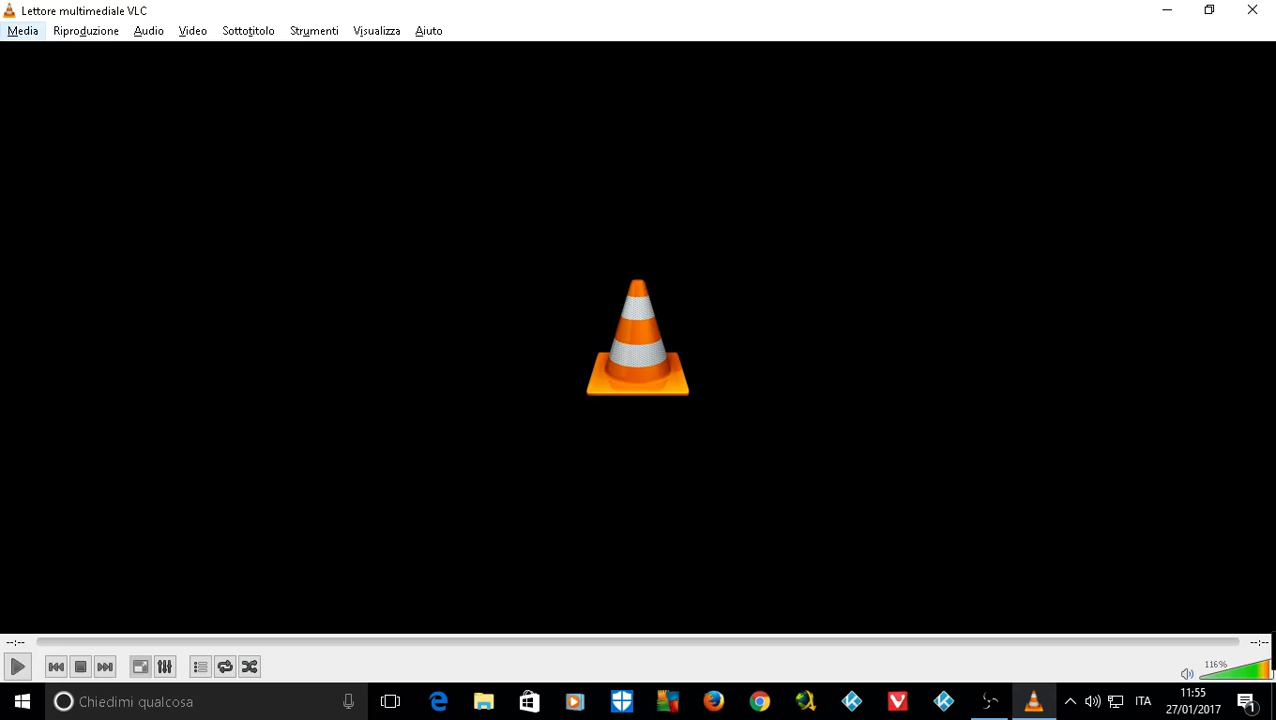 Lettore multimediale VLC
Media Riproduzione Audio Video Sottotitolo Strumenti Visualizza Aiuto
--:-- --:--
116%
Chiedimi qualcosa
ITA
11:55
27/01/2017
1